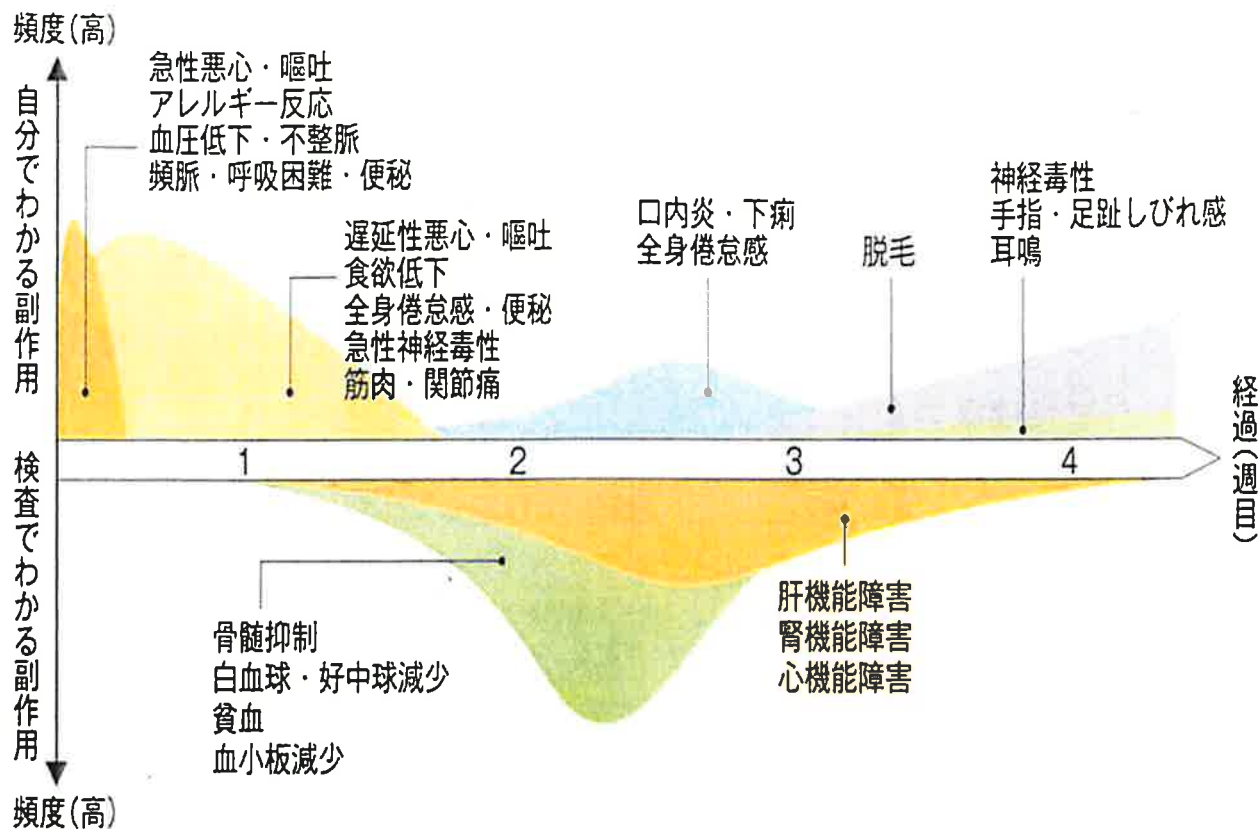 頻度(高)
自分でわかる副作用
急性悪心・嘔吐
アレルギー反応
血圧低下・不整脈
頻脈・呼吸困難・便秘
遅延性悪心・嘔吐
食欲低下
全身倦怠感・便秘
急性神経毒性
筋肉・関節痛
口内炎・下痢
全身倦怠感
脱毛
神経毒性
手指・足趾しびれ感
耳鳴
1 2 3 4
経過(週目)
検査でわかる副作用
骨髄抑制
白血球・好中球減少
貧血
血小板減少
肝機能障害
腎機能障害
心機能障害
頻度(高)